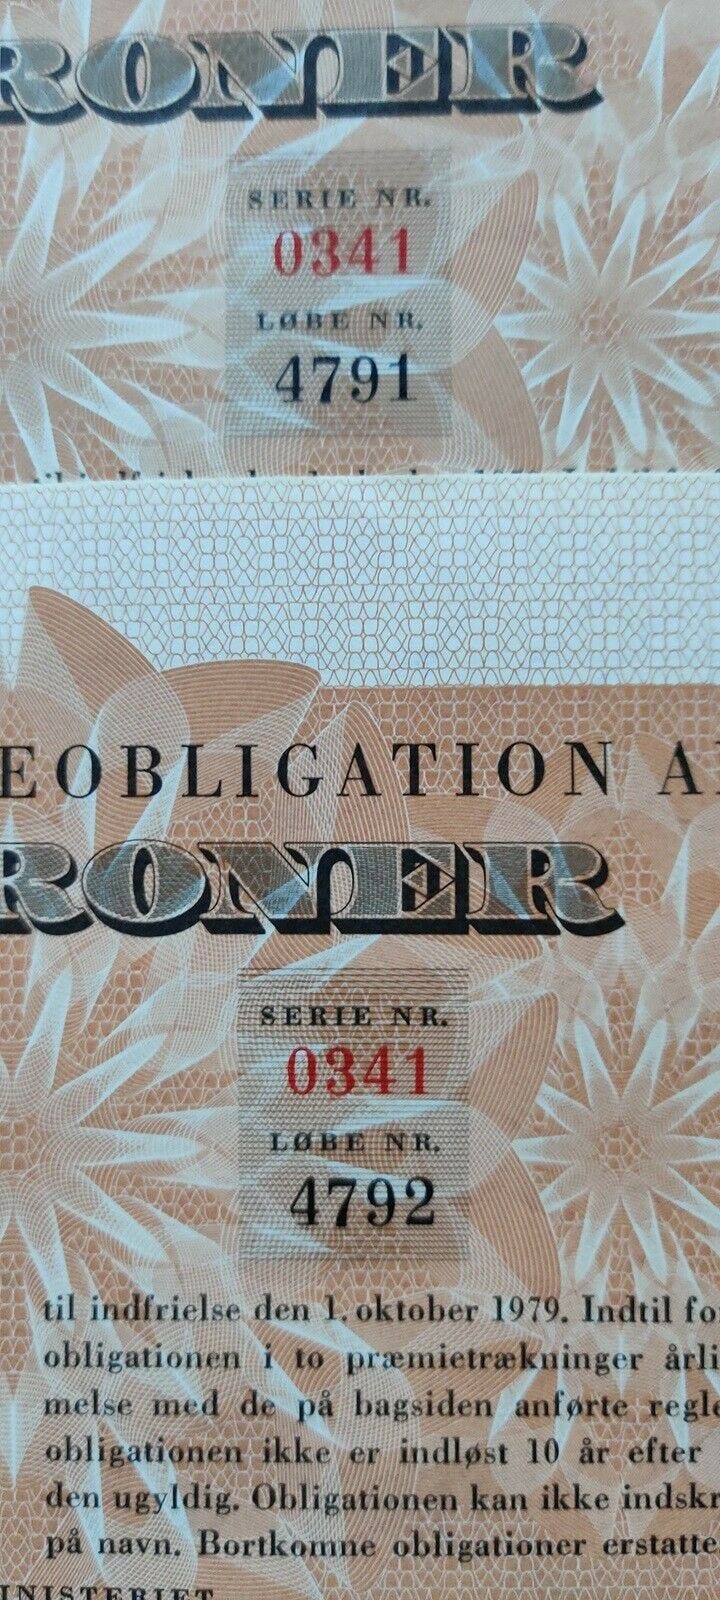 RONER
SERIE NR.
0341
LØBE NR.
4791
EOBLIGATION A
RONER
SERIE NR.
0341
LØBE NR.
4792
til indfrielse den 1. oktober 1979. Indtil fo
obligationen i to præmietrækninger årli
melse med de på bagsiden anførte regle
obligationen ikke er indløst 10 år efter
den ugyldig. Obligationen kan ikke indskr
på navn. Bortkomne obligationer erstatte
INISTERIET